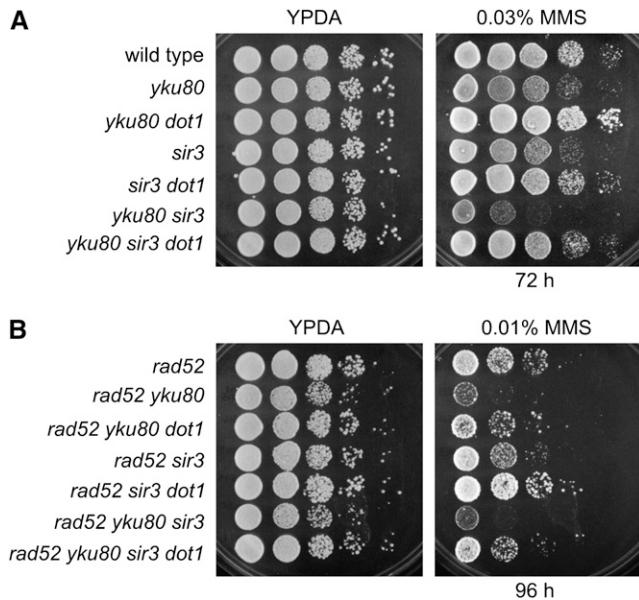 A
YPDA 0.03% MMS
wild type
yku80
yku80 dot1
sir3
sir3 dot1
yku80 sir3
yku80 sir3 dot1
72 h
B
YPDA 0.01% MMS
rad52
rad52 yku80
rad52 yku80 dot1
rad52 sir3
rad52 sir3 dot1
rad52 yku80 sir3
rad52 yku80 sir3 dot1
96 h